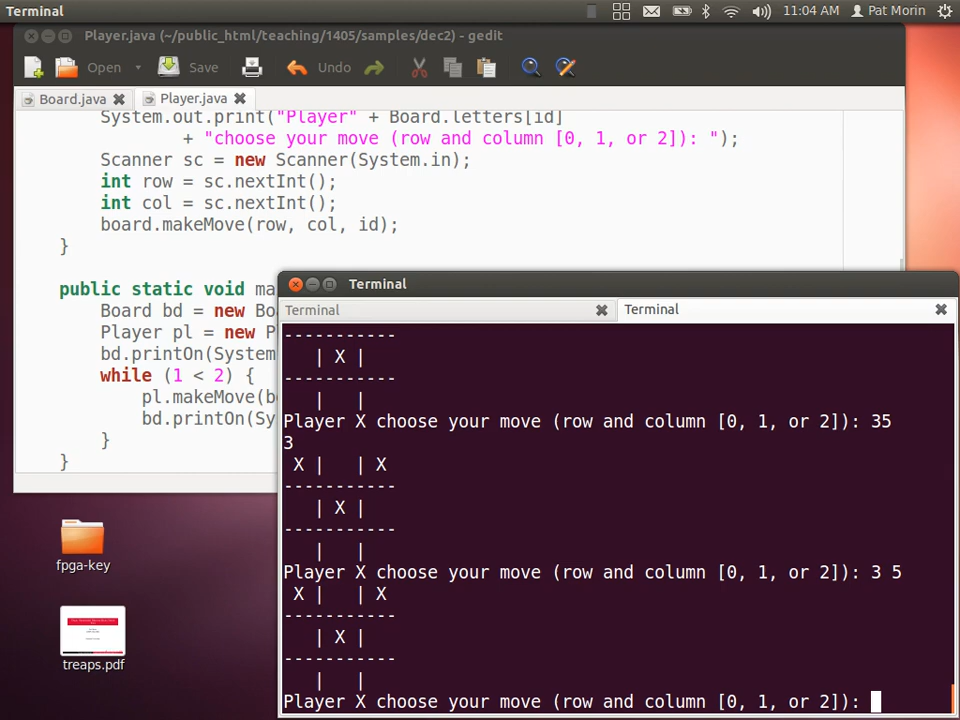 Terminal
11:04 AM
Pat Morin
Player.java (~/public_html/teaching/1405/samples/dec2) - gedit
Open
Save
Undo
Board.java
Player.java
System.out.print("Player" + Board.letters[id]
+ "choose your move (row and column [0, 1, or 2]): ");
Scanner sc = new Scanner(System.in);
int row = sc.nextInt();
int col = sc.nextInt();
board.makeMove(row, col, id);
}
public static void ma
Board bd = new Bo
Player pl = new P
bd.printOn(System
while (1 < 2) {
pl.makeMove(b
bd.printOn(Sy
}
}
Terminal
Terminal
Terminal
-----------
| X |
-----------
| |
Player X choose your move (row and column [0, 1, or 2]): 35
3
X | | X
-----------
| X |
-----------
| |
Player X choose your move (row and column [0, 1, or 2]): 3 5
X | | X
-----------
| X |
-----------
| |
Player X choose your move (row and column [0, 1, or 2]):
fpga-key
treaps.pdf